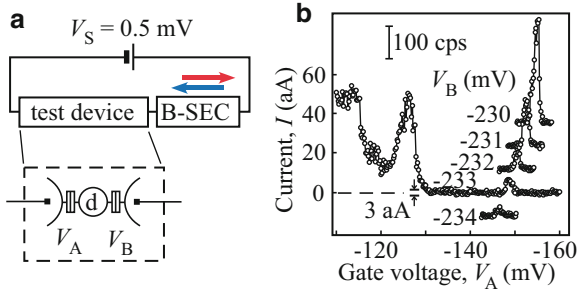 a
V_S = 0.5 mV
test device
B-SEC
d
V_A
V_B
b
100 cps
V_B (mV)
-230
-231
-232
-233
-234
Current, I (aA)
80
60
40
20
0
3 aA
-120
-140
-160
Gate voltage, V_A (mV)